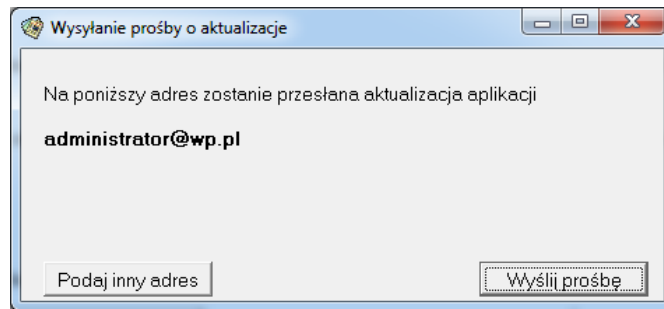 Wysyłanie prośby o aktualizacje
Na poniższy adres zostanie przesłana aktualizacja aplikacji
administrator@wp.pl
Podaj inny adres
Wyślij prośbę